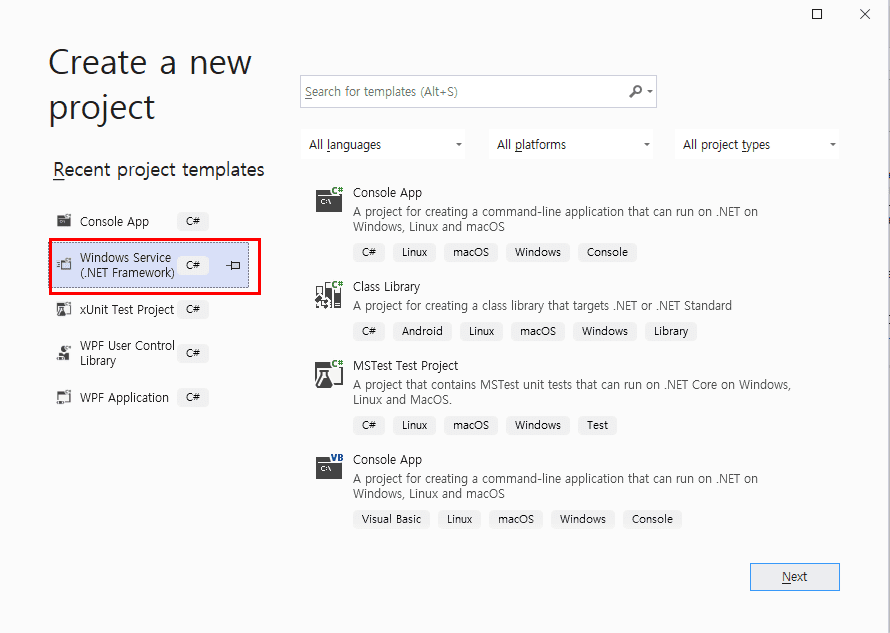 Create a new
project
Search for templates (Alt+S)
All languages
All platforms
All project types
Recent project templates
Console App
C#
Windows Service
(.NET Framework)
C#
xUnit Test Project
C#
WPF User Control
Library
C#
WPF Application
C#
C#
C:\
Console App
A project for creating a command-line application that can run on .NET on
Windows, Linux and macOS
C# Linux macOS Windows Console
C#
Class Library
A project for creating a class library that targets .NET or .NET Standard
C# Android Linux macOS Windows Library
C#
MSTest Test Project
A project that contains MSTest unit tests that can run on .NET Core on Windows,
Linux and MacOS.
C# Linux macOS Windows Test
VB
C:\
Console App
A project for creating a command-line application that can run on .NET on
Windows, Linux and macOS
Visual Basic Linux macOS Windows Console
Next